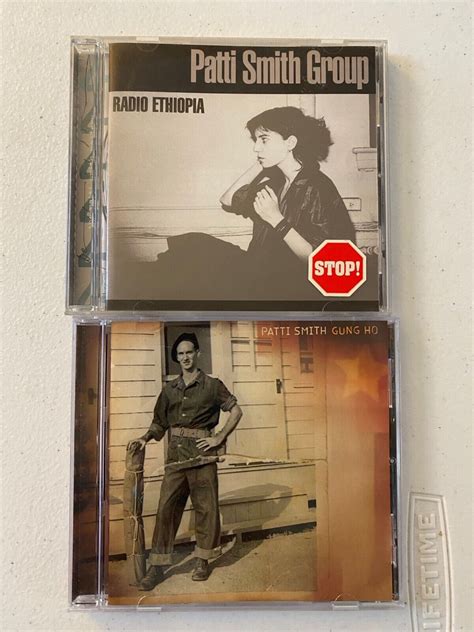 Patti Smith Group
RADIO ETHIOPIA
STOP!
PATTI SMITH GUNG HO
LIFETIME